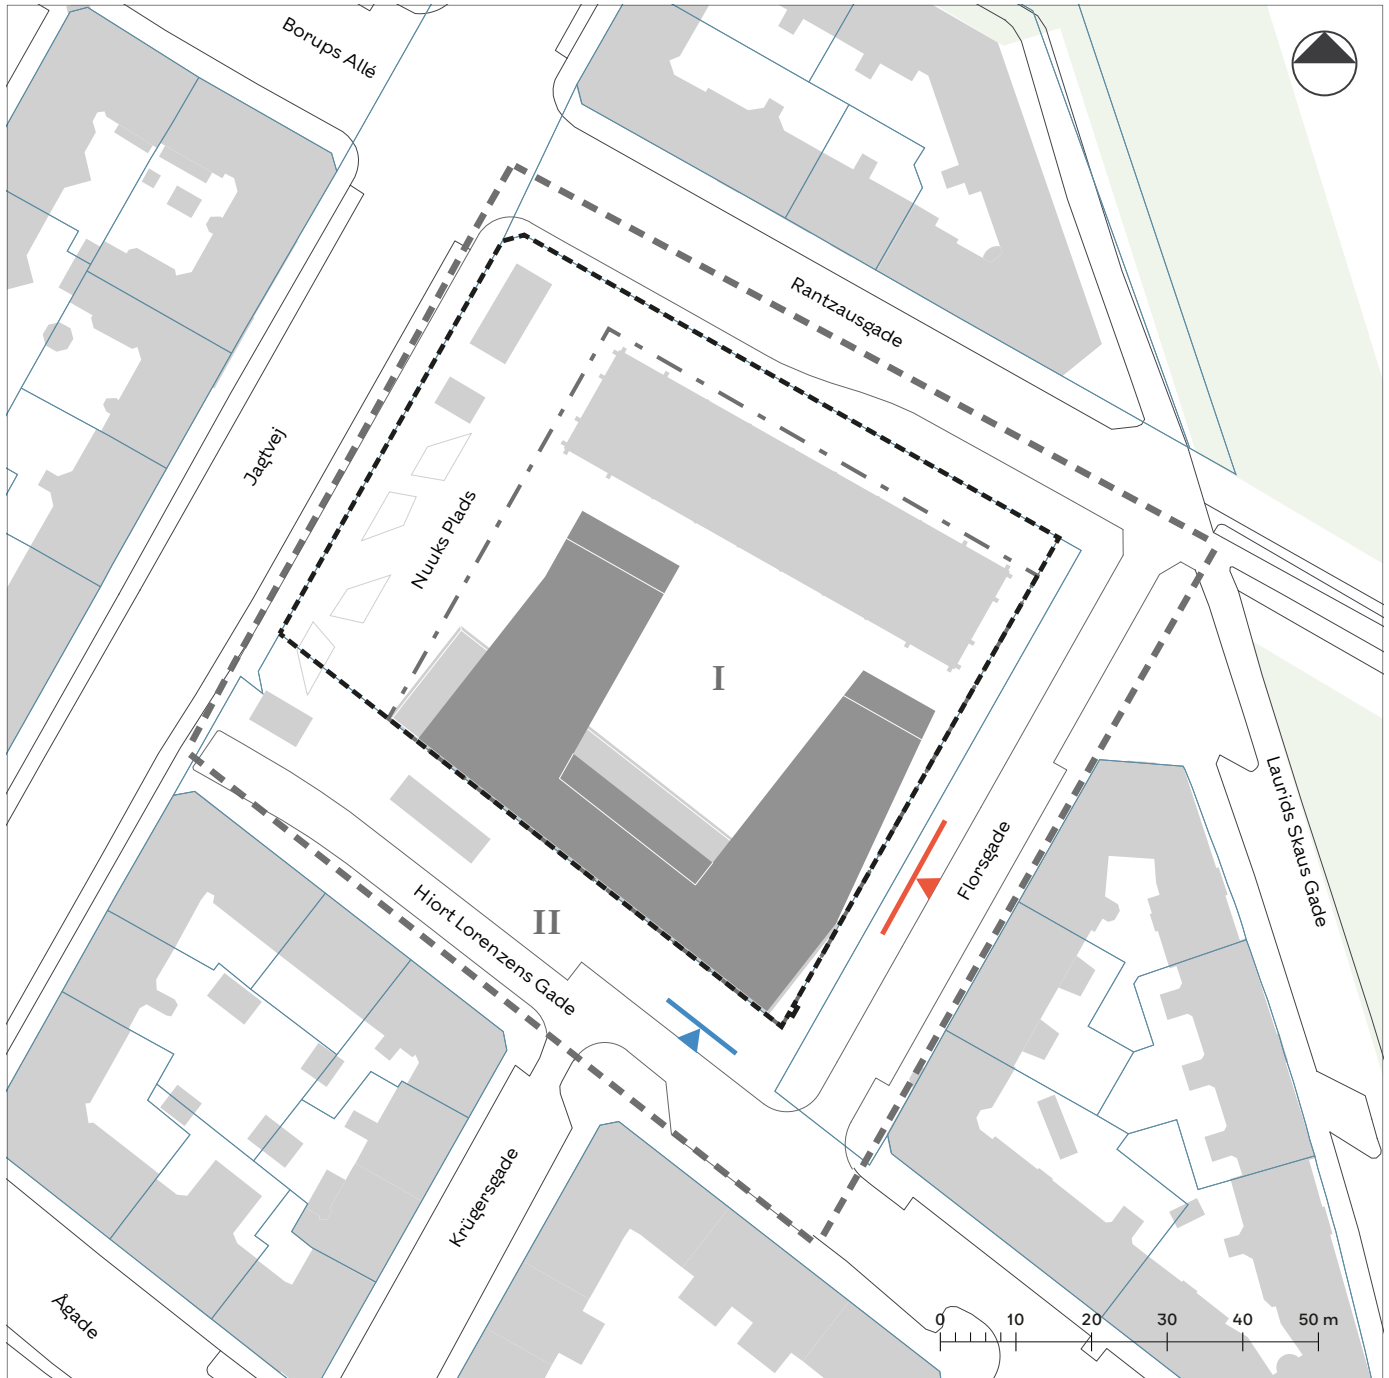 Borups Allé
Rantzausgade
Jagtvej
Nuuks Plads
I
Florsgade
Laurids Skaus Gade
II
Hiort Lorenzens Gade
Krügersgade
Ågade
0 10 20 30 40 50 m